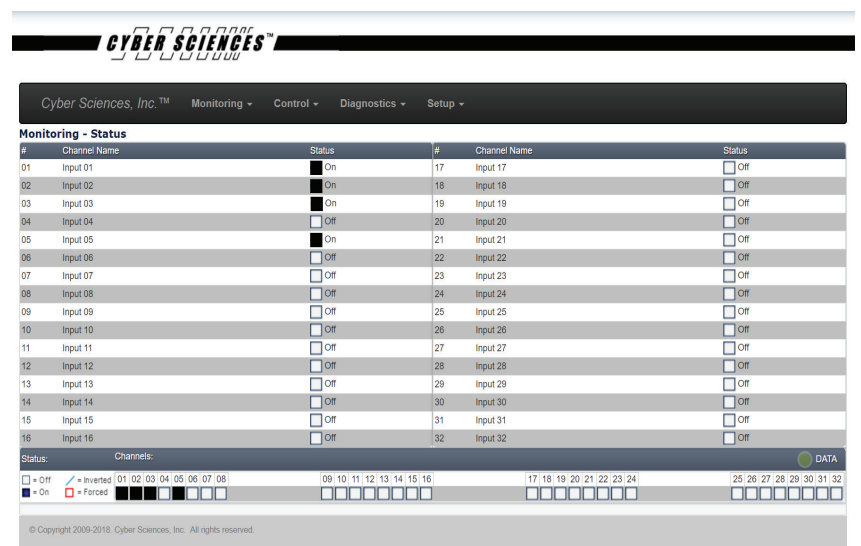 CYBER SCIENCES™
Cyber Sciences, Inc.™ Monitoring Control Diagnostics Setup
Monitoring - Status
# Channel Name Status # Channel Name Status
01 Input 01 On 17 Input 17 Off
02 Input 02 On 18 Input 18 Off
03 Input 03 On 19 Input 19 Off
04 Input 04 Off 20 Input 20 Off
05 Input 05 On 21 Input 21 Off
06 Input 06 Off 22 Input 22 Off
07 Input 07 Off 23 Input 23 Off
08 Input 08 Off 24 Input 24 Off
09 Input 09 Off 25 Input 25 Off
10 Input 10 Off 26 Input 26 Off
11 Input 11 Off 27 Input 27 Off
12 Input 12 Off 28 Input 28 Off
13 Input 13 Off 29 Input 29 Off
14 Input 14 Off 30 Input 30 Off
15 Input 15 Off 31 Input 31 Off
16 Input 16 Off 32 Input 32 Off
Status: Channels: DATA
= Off = Inverted 01 02 03 04 05 06 07 08 09 10 11 12 13 14 15 16 17 18 19 20 21 22 23 24 25 26 27 28 29 30 31 32
= On = Forced
© Copyright 2009-2018. Cyber Sciences, Inc. All rights reserved.